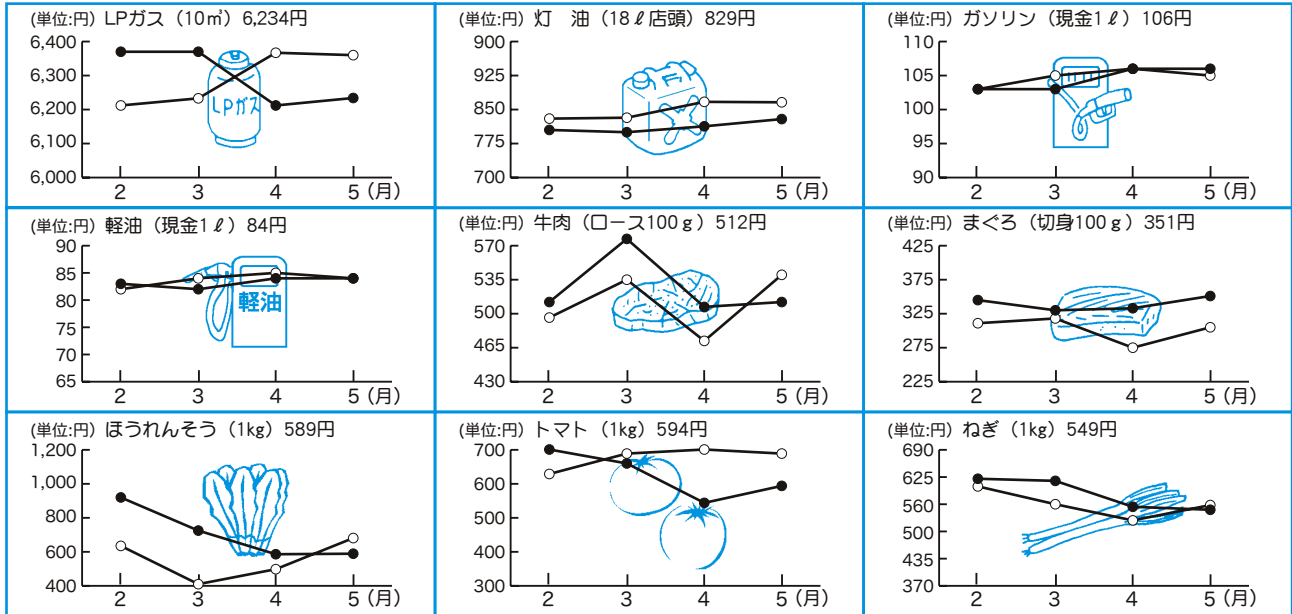 (単位:円) LPガス（10㎥）6,234円
6,400
6,300
6,200
6,100
6,000
LPガス
2 3 4 5 (月)
(単位:円) 灯 油（18ℓ店頭）829円
900
925
850
775
700
2 3 4 5 (月)
(単位:円) ガソリン（現金1ℓ）106円
110
105
100
95
90
2 3 4 5 (月)
(単位:円) 軽油（現金1ℓ）84円
90
85
80
75
70
65
軽油
2 3 4 5 (月)
(単位:円) 牛肉（ロース100g）512円
570
535
500
465
430
2 3 4 5 (月)
(単位:円) まぐろ（切身100g）351円
425
375
325
275
225
2 3 4 5 (月)
(単位:円) ほうれんそう（1kg）589円
1,200
1,000
800
600
400
2 3 4 5 (月)
(単位:円) トマト（1kg）594円
700
600
500
400
300
2 3 4 5 (月)
(単位:円) ねぎ（1kg）549円
690
625
560
500
435
370
2 3 4 5 (月)